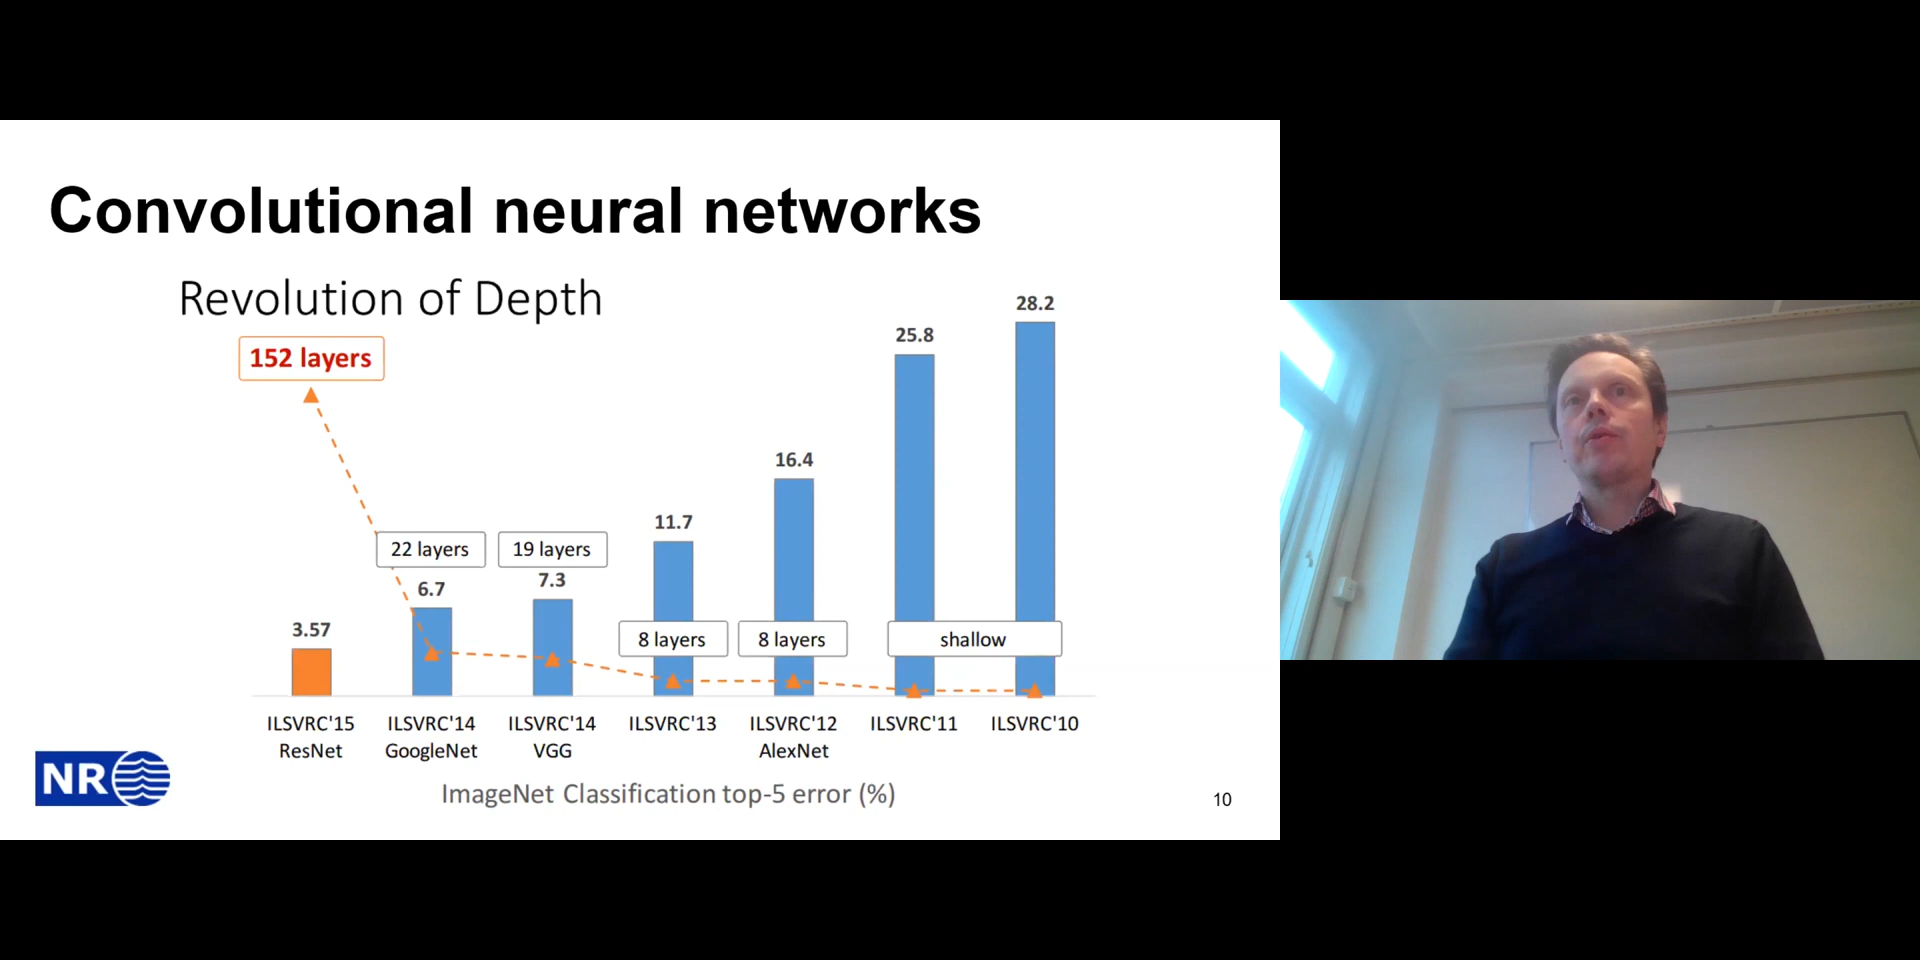 Convolutional neural networks
Revolution of Depth
152 layers
28.2
25.8
16.4
11.7
22 layers
19 layers
6.7
7.3
3.57
8 layers
8 layers
shallow
ILSVRC'15 ResNet
ILSVRC'14 GoogleNet
ILSVRC'14 VGG
ILSVRC'13
ILSVRC'12 AlexNet
ILSVRC'11
ILSVRC'10
ImageNet Classification top-5 error (%)
NR
10